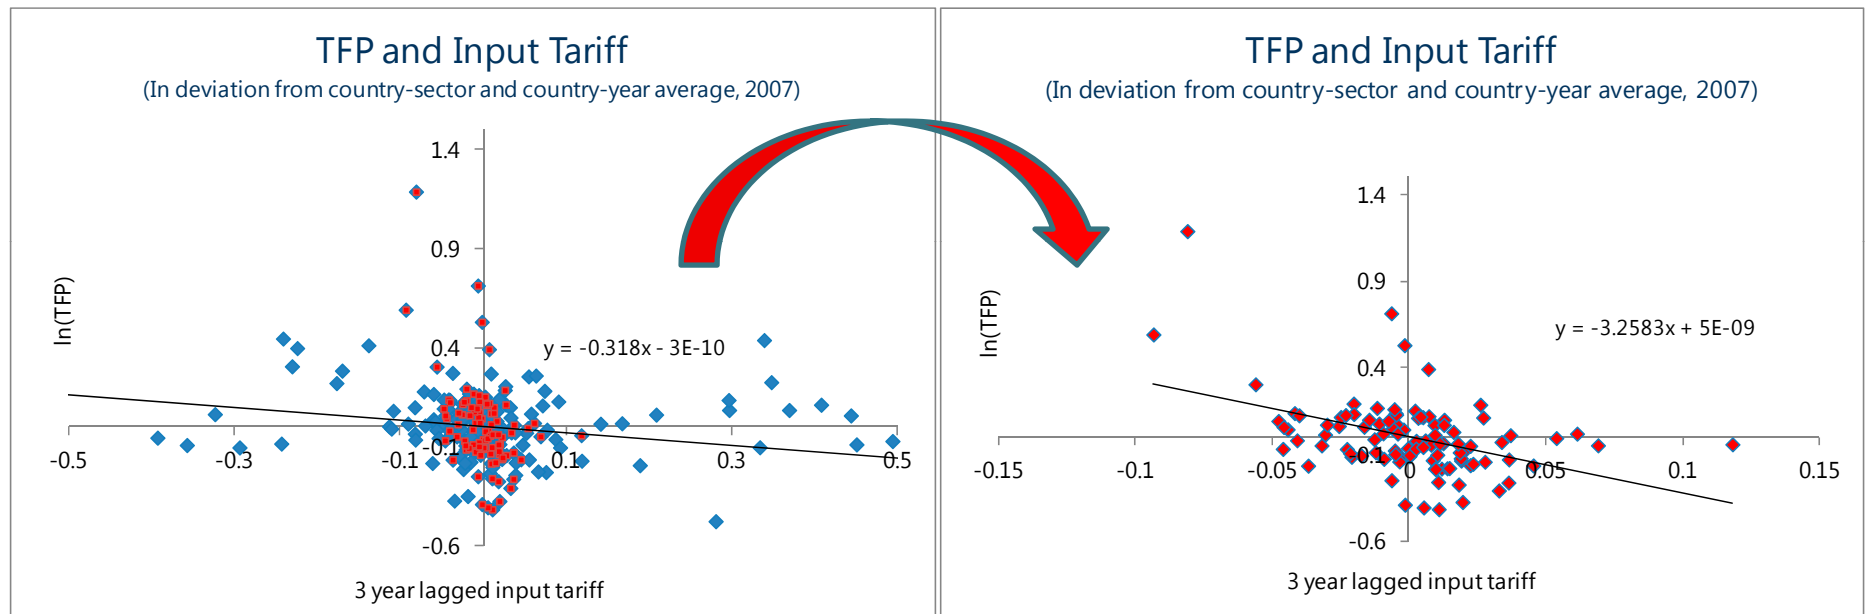 TFP and Input Tariff
(In deviation from country-sector and country-year average, 2007)
1.4
0.9
0.4
-0.1
-0.6
ln(TFP)
y = -0.318x - 3E-10
-0.5
-0.3
-0.1
0.1
0.3
0.5
3 year lagged input tariff
TFP and Input Tariff
(In deviation from country-sector and country-year average, 2007)
1.4
0.9
0.4
-0.1
-0.6
ln(TFP)
y = -3.2583x + 5E-09
-0.15
-0.1
-0.05
0
0.05
0.1
0.15
3 year lagged input tariff